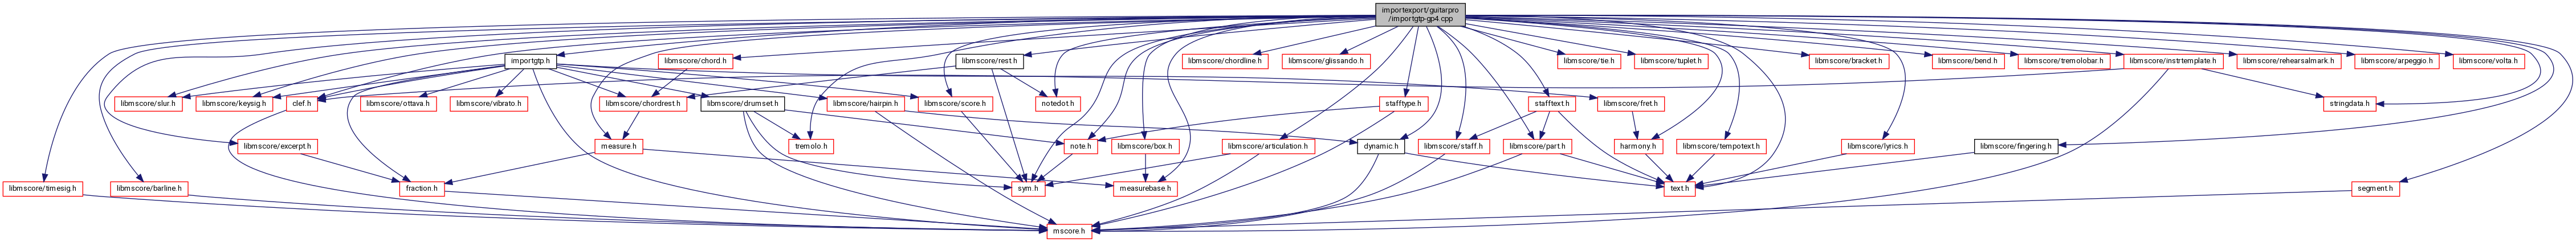 importexport/guitarpro
/importgtp-gp4.cpp
importgtp.h
libmscore/chord.h
libmscore/rest.h
libmscore/chordline.h
libmscore/glissando.h
libmscore/tie.h
libmscore/tuplet.h
libmscore/bracket.h
libmscore/bend.h
libmscore/tremolobar.h
libmscore/instrtemplate.h
libmscore/rehearsalmark.h
libmscore/arpeggio.h
libmscore/volta.h
libmscore/slur.h
libmscore/keysig.h
clef.h
libmscore/ottava.h
libmscore/vibrato.h
libmscore/chordrest.h
libmscore/drumset.h
libmscore/hairpin.h
libmscore/score.h
notedot.h
stafftype.h
stafftext.h
libmscore/fret.h
stringdata.h
libmscore/excerpt.h
measure.h
tremolo.h
note.h
libmscore/box.h
libmscore/articulation.h
dynamic.h
libmscore/staff.h
libmscore/part.h
harmony.h
libmscore/tempotext.h
libmscore/lyrics.h
libmscore/fingering.h
libmscore/timesig.h
libmscore/barline.h
fraction.h
sym.h
measurebase.h
text.h
segment.h
mscore.h